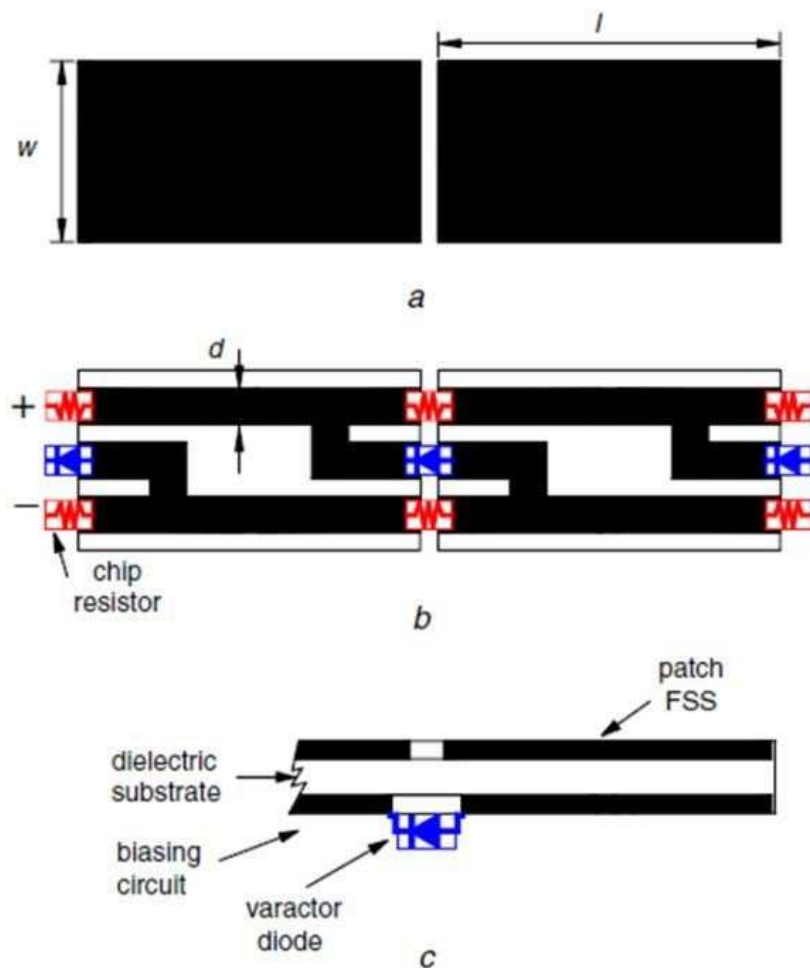 l
w
a
d
+
−
chip
resistor
b
patch
FSS
dielectric
substrate
biasing
circuit
varactor
diode
c